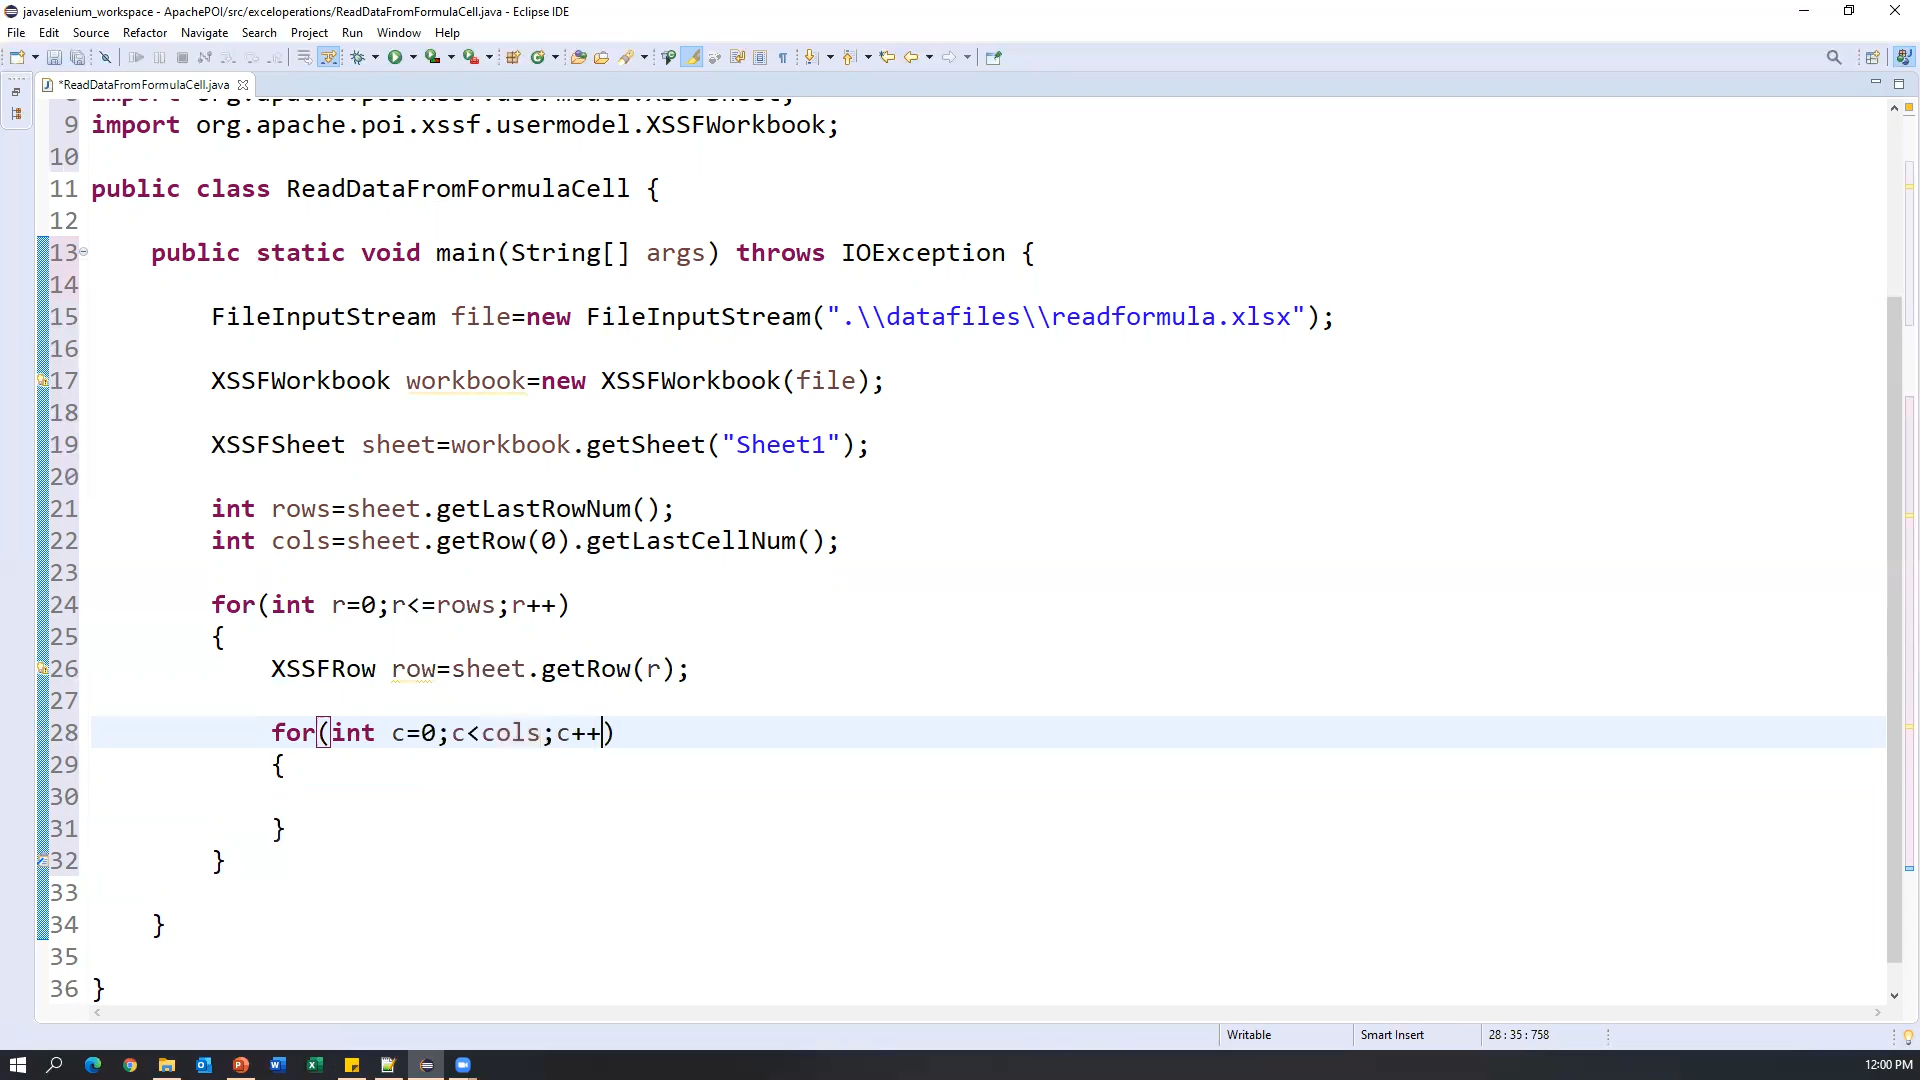 javaselenium_workspace - ApachePOI/src/exceloperations/ReadDataFromFormulaCell.java - Eclipse IDE
File Edit Source Refactor Navigate Search Project Run Window Help
*ReadDataFromFormulaCell.java
9 import org.apache.poi.xssf.usermodel.XSSFWorkbook;
10
11 public class ReadDataFromFormulaCell {
12
13 public static void main(String[] args) throws IOException {
14
15 FileInputStream file=new FileInputStream(".\\datafiles\\readformula.xlsx");
16
17 XSSFWorkbook workbook=new XSSFWorkbook(file);
18
19 XSSFSheet sheet=workbook.getSheet("Sheet1");
20
21 int rows=sheet.getLastRowNum();
22 int cols=sheet.getRow(0).getLastCellNum();
23
24 for(int r=0;r<=rows;r++)
25 {
26 XSSFRow row=sheet.getRow(r);
27
28 for(int c=0;c<cols;c++)
29 {
30
31 }
32 }
33
34 }
35
36 }
Writable Smart Insert 28 : 35 : 758
12:00 PM